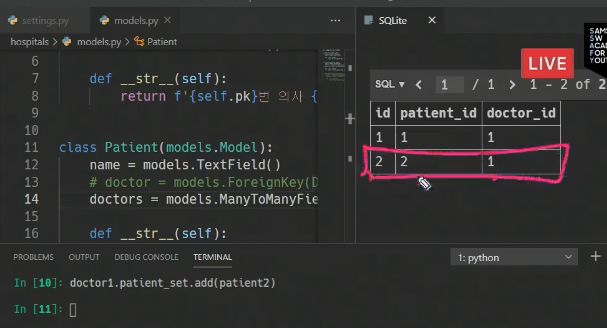 settings.py
models.py
SQLite
hospitals > models.py > Patient
LIVE
SAMS
SW
ACAD
FOR
YOUT
SQL
1 / 1
1 - 2 of 2
6
7 def __str__(self):
8 return f'{self.pk}번 의사 {
9
10
11 class Patient(models.Model):
12 name = models.TextField()
13 # doctor = models.ForeignKey(D
14 doctors = models.ManyToManyFie
15
16 def __str__(self):
id patient_id doctor_id
1 1 1
2 2 1
PROBLEMS OUTPUT DEBUG CONSOLE TERMINAL
1: python
In [10]: doctor1.patient_set.add(patient2)
In [11]: